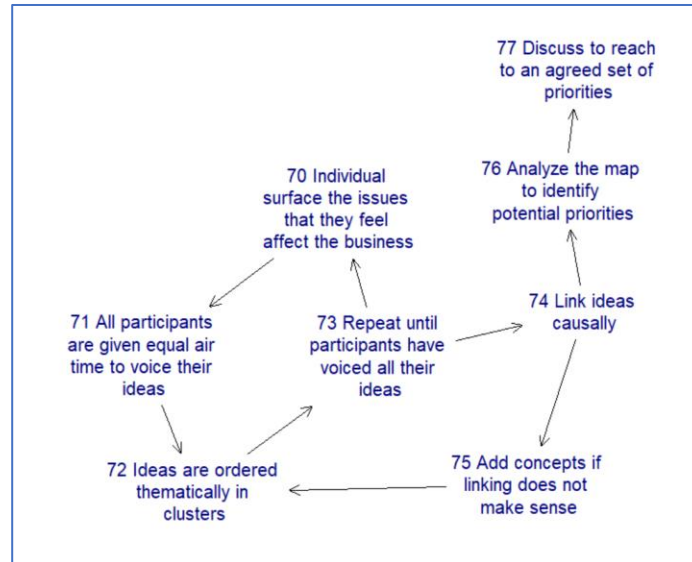 77 Discuss to reach
to an agreed set of
priorities
76 Analyze the map
to identify
potential priorities
70 Individual
surface the issues
that they feel
affect the business
74 Link ideas
causally
71 All participants
are given equal air
time to voice their
ideas
73 Repeat until
participants have
voiced all their
ideas
72 Ideas are ordered
thematically in
clusters
75 Add concepts if
linking does not
make sense